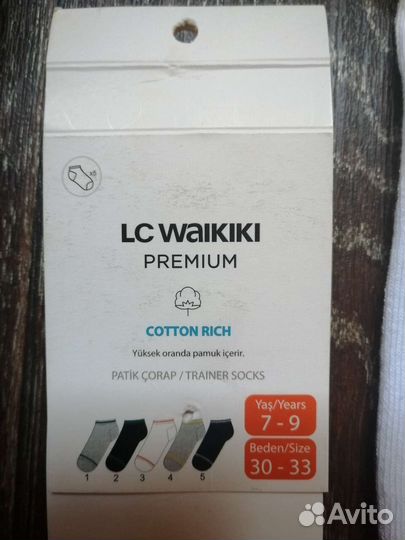 x5
LC WAIKIKI
PREMIUM
COTTON RICH
Yüksek oranda pamuk içerir.
PATİK ÇORAP / TRAINER SOCKS
Yaş/Years
7 - 9
Beden/Size
30 - 33
1 2 3 4 5
Avito